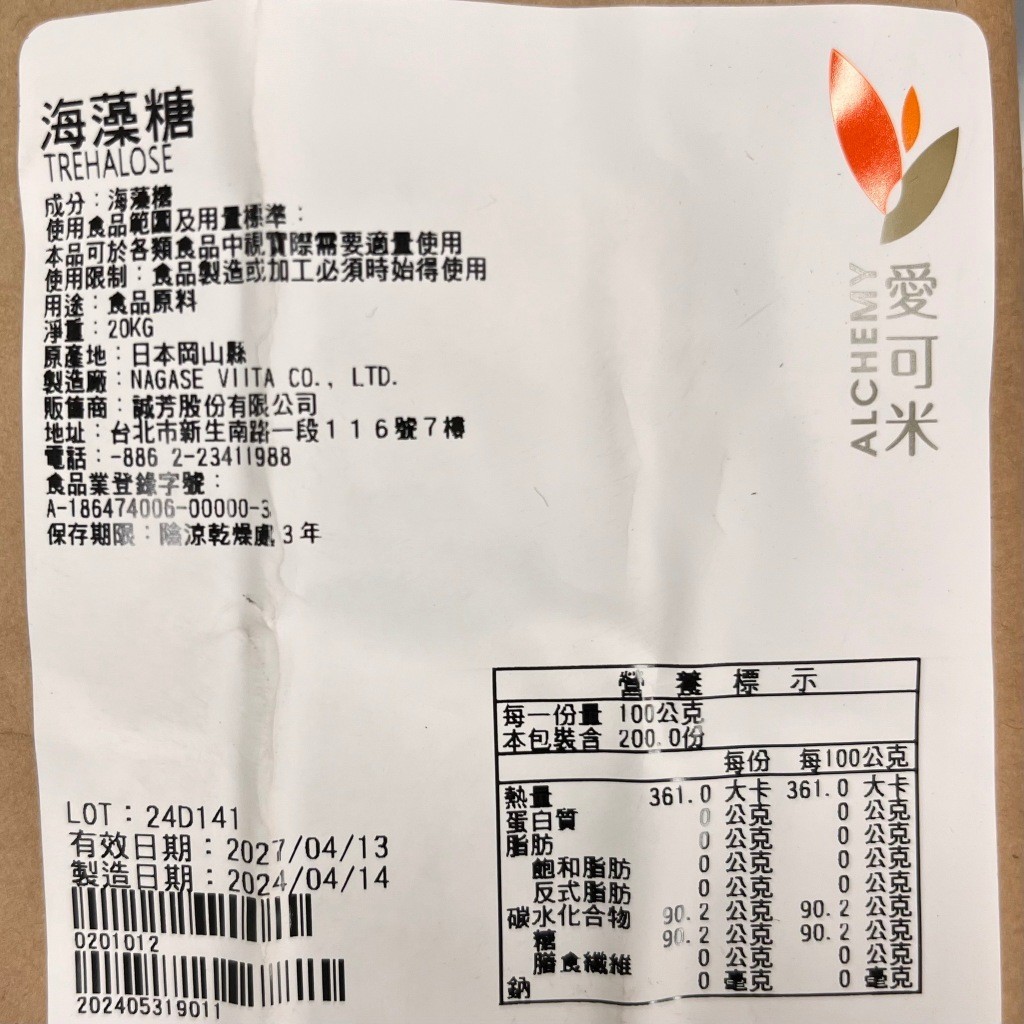 海藻糖
TREHALOSE
成分：海藻糖
使用食品範圍及用量標準：
本品可於各類食品中視實際需要適量使用
使用限制：食品製造或加工必須時始得使用
用途：食品原料
淨重：20KG
原產地：日本岡山縣
製造廠：NAGASE VIITA CO., LTD.
販售商：誠芳股份有限公司
地址：台北市新生南路一段116號7樓
電話：-886 2-23411988
食品業登錄字號：
A-186474006-00000-3
保存期限：陰涼乾燥處3年
愛可米
ALCHEMY
營養標示
每一份量 100公克
本包裝含 200.0份
每份 每100公克
熱量 361.0 大卡 361.0 大卡
蛋白質 0 公克 0 公克
脂肪 0 公克 0 公克
飽和脂肪 0 公克 0 公克
反式脂肪 0 公克 0 公克
碳水化合物 90.2 公克 90.2 公克
糖 90.2 公克 90.2 公克
膳食纖維 0 公克 0 公克
鈉 0 毫克 0 毫克
LOT：24D141
有效日期：2027/04/13
製造日期：2024/04/14
0201012
202405319011